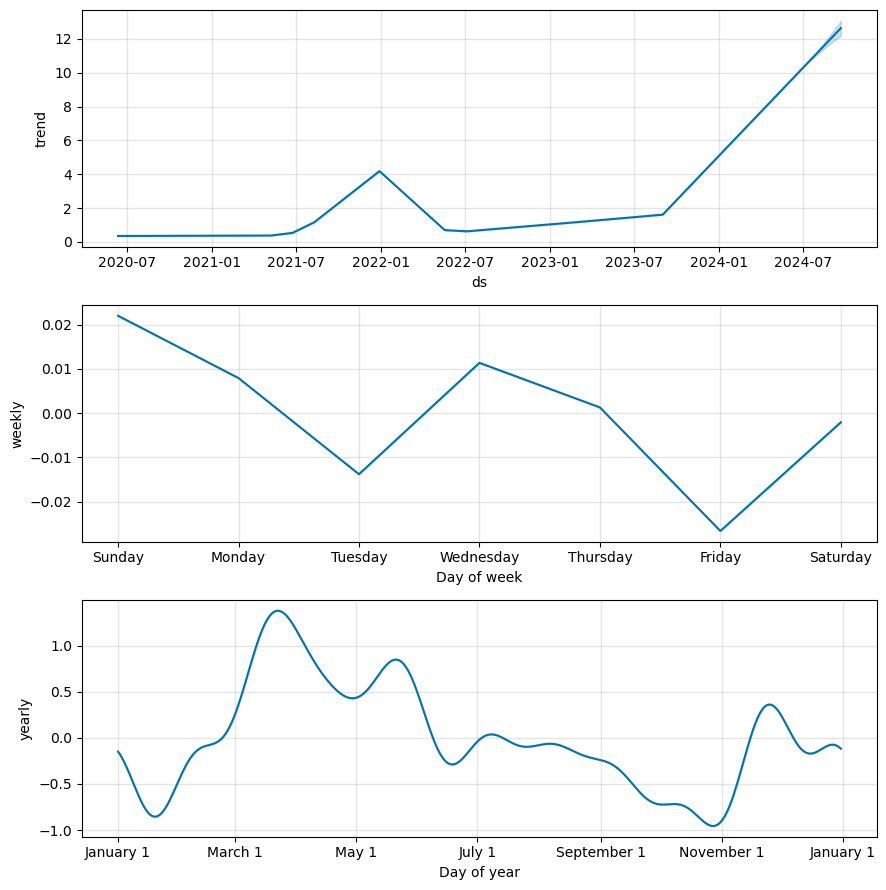 trend
12
10
8
6
4
2
0
2020-07 2021-01 2021-07 2022-01 2022-07 2023-01 2023-07 2024-01 2024-07
ds
weekly
0.02
0.01
0.00
−0.01
−0.02
Sunday Monday Tuesday Wednesday Thursday Friday Saturday
Day of week
yearly
1.0
0.5
0.0
−0.5
−1.0
January 1 March 1 May 1 July 1 September 1 November 1 January 1
Day of year